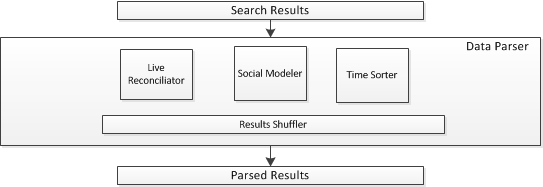 Search Results
Data Parser
Live
Reconciliator
Social Modeler
Time Sorter
Results Shuffler
Parsed Results